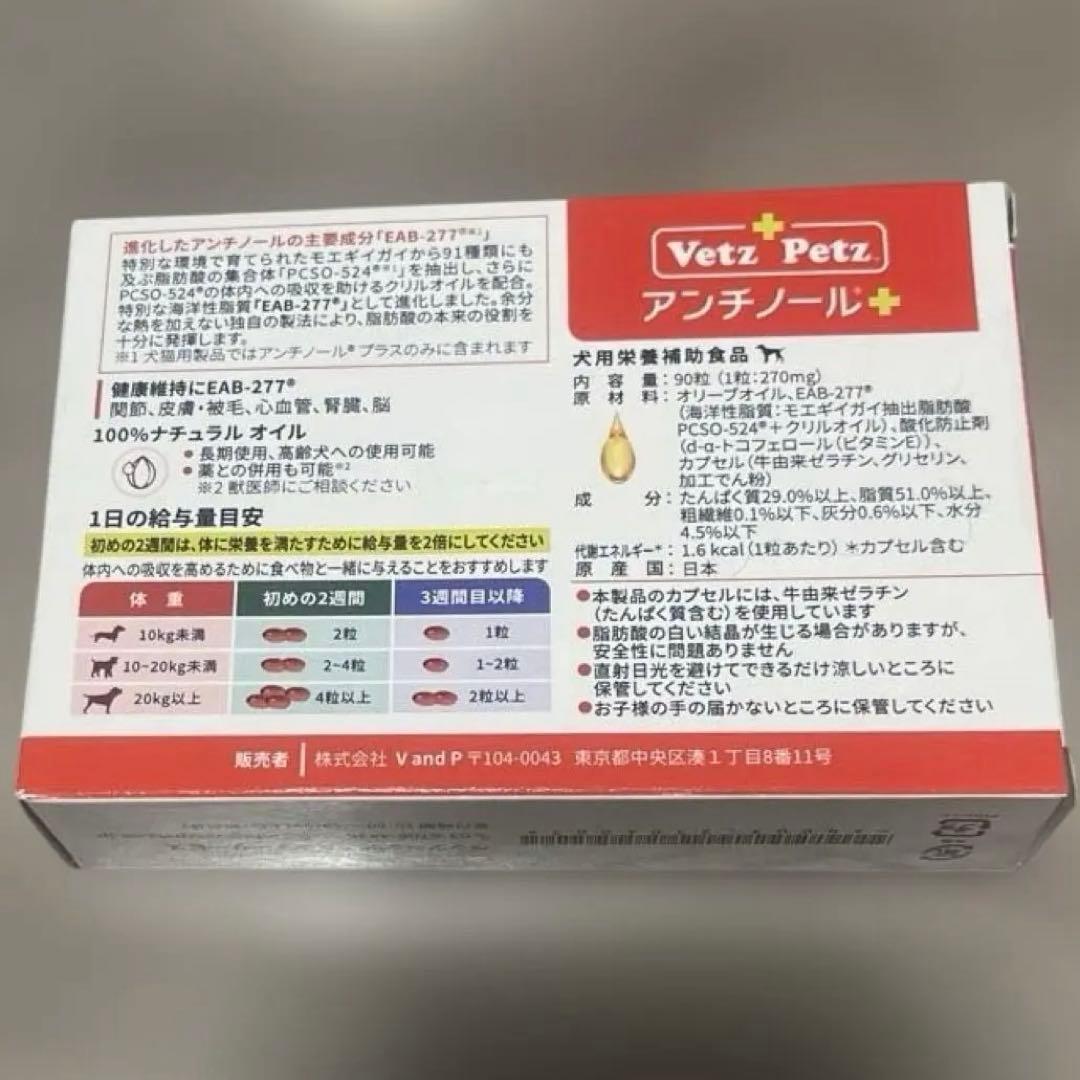 進化したアンチノールの主要成分「EAB-277®※1」
特別な環境で育てられたモエギイガイから91種類にも
及ぶ脂肪酸の集合体「PCSO-524®※1」を抽出し、さらに
PCSO-524®の体内への吸収を助けるクリルオイルを配合。
特別な海洋性脂質「EAB-277®」として進化しました。余分
な熱を加えない独自の製法により、脂肪酸の本来の役割を
十分に発揮します。
※1 犬猫用製品ではアンチノール® プラスのみに含まれます
健康維持にEAB-277®
関節、皮膚・被毛、心血管、腎臓、脳
100%ナチュラル オイル
● 長期使用、高齢犬への使用可能
● 薬との併用も可能※2
※2 獣医師にご相談ください
1日の給与量目安
初めの2週間は、体に栄養を満たすために給与量を2倍にしてください
体内への吸収を高めるために食べ物と一緒に与えることをおすすめします
体 重 初めの2週間 3週間目以降
10kg未満 2粒 1粒
10~20kg未満 2~4粒 1~2粒
20kg以上 4粒以上 2粒以上
Vetz Petz
アンチノール
犬用栄養補助食品
内 容 量：90粒（1粒：270mg）
原 材 料：オリーブオイル、EAB-277®
（海洋性脂質：モエギイガイ抽出脂肪酸
PCSO-524®＋クリルオイル）、酸化防止剤
（d-α-トコフェロール（ビタミンE））、
カプセル（牛由来ゼラチン、グリセリン、
加工でん粉）
成 分：たんぱく質29.0%以上、脂質51.0%以上、
粗繊維0.1%以下、灰分0.6%以下、水分
4.5%以下
代謝エネルギー*：1.6 kcal（1粒あたり）＊カプセル含む
原 産 国：日本
●本製品のカプセルには、牛由来ゼラチン
（たんぱく質含む）を使用しています
●脂肪酸の白い結晶が生じる場合がありますが、
安全性に問題ありません
●直射日光を避けてできるだけ涼しいところに
保管してください
●お子様の手の届かないところに保管してください
販売者 株式会社 V and P 〒104-0043 東京都中央区湊１丁目8番11号